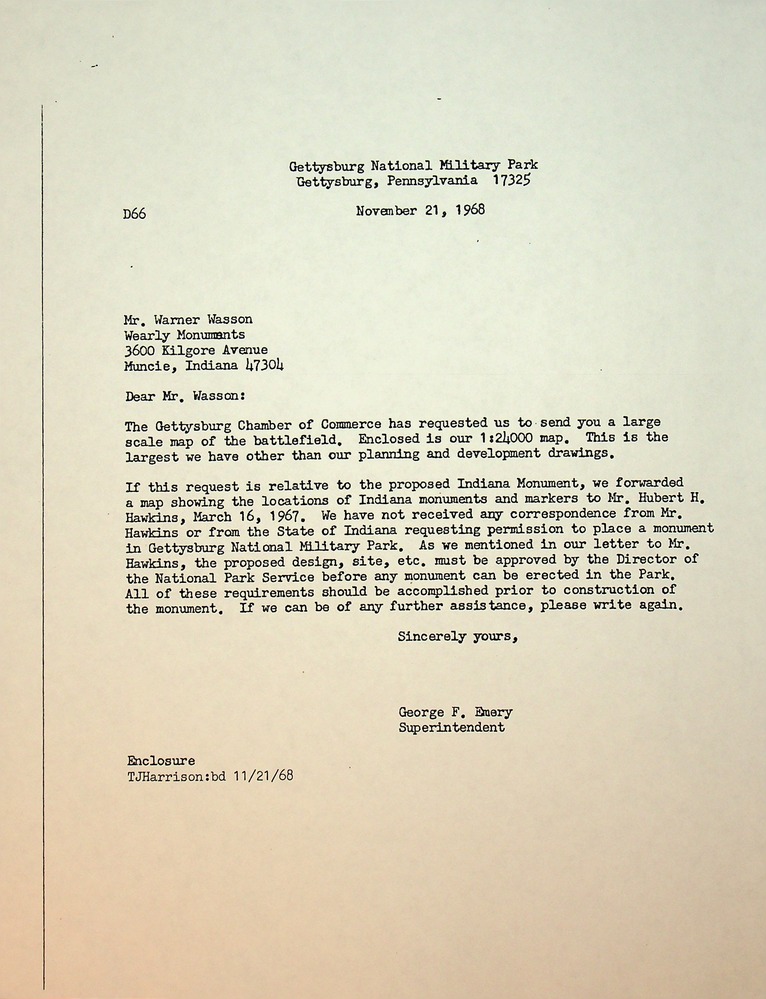 Gettysburg National Military Park
Gettysburg, Pennsylvania 17325
D66
November 21, 1968
Mr. Warner Wasson
Wearly Monuments
3600 Kilgore Avenue
Muncie, Indiana 47304
Dear Mr. Wasson:
The Gettysburg Chamber of Commerce has requested us to send you a large
scale map of the battlefield. Enclosed is our 1:24000 map. This is the
largest we have other than our planning and development drawings.
If this request is relative to the proposed Indiana Monument, we forwarded
a map showing the locations of Indiana monuments and markers to Mr. Hubert H.
Hawkins, March 16, 1967. We have not received any correspondence from Mr.
Hawkins or from the State of Indiana requesting permission to place a monument
in Gettysburg National Military Park. As we mentioned in our letter to Mr.
Hawkins, the proposed design, site, etc. must be approved by the Director of
the National Park Service before any monument can be erected in the Park.
All of these requirements should be accomplished prior to construction of
the monument. If we can be of any further assistance, please write again.
Sincerely yours,
George F. Emery
Superintendent
Enclosure
TJHarrison:bd 11/21/68